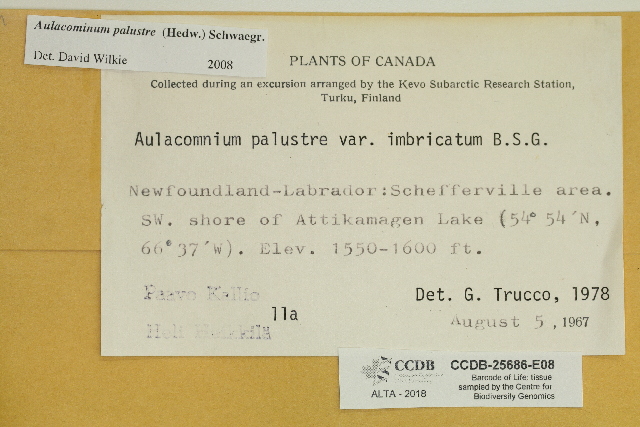 Aulacominum palustre (Hedw.) Schwaegr.
Det. David Wilkie 2008
PLANTS OF CANADA
Collected during an excursion arranged by the Kevo Subarctic Research Station,
Turku, Finland
Aulacomnium palustre var. imbricatum B.S.G.
Newfoundland-Labrador:Schefferville area.
SW. shore of Attikamagen Lake (54° 54´N,
66° 37´W). Elev. 1550-1600 ft.
Paavo Kallio
11a
Det. G. Trucco, 1978
August 5, 1967
CCDB
ALTA - 2018
CCDB-25686-E08
Barcode of Life: tissue
sampled by the Centre for
Biodiversity Genomics